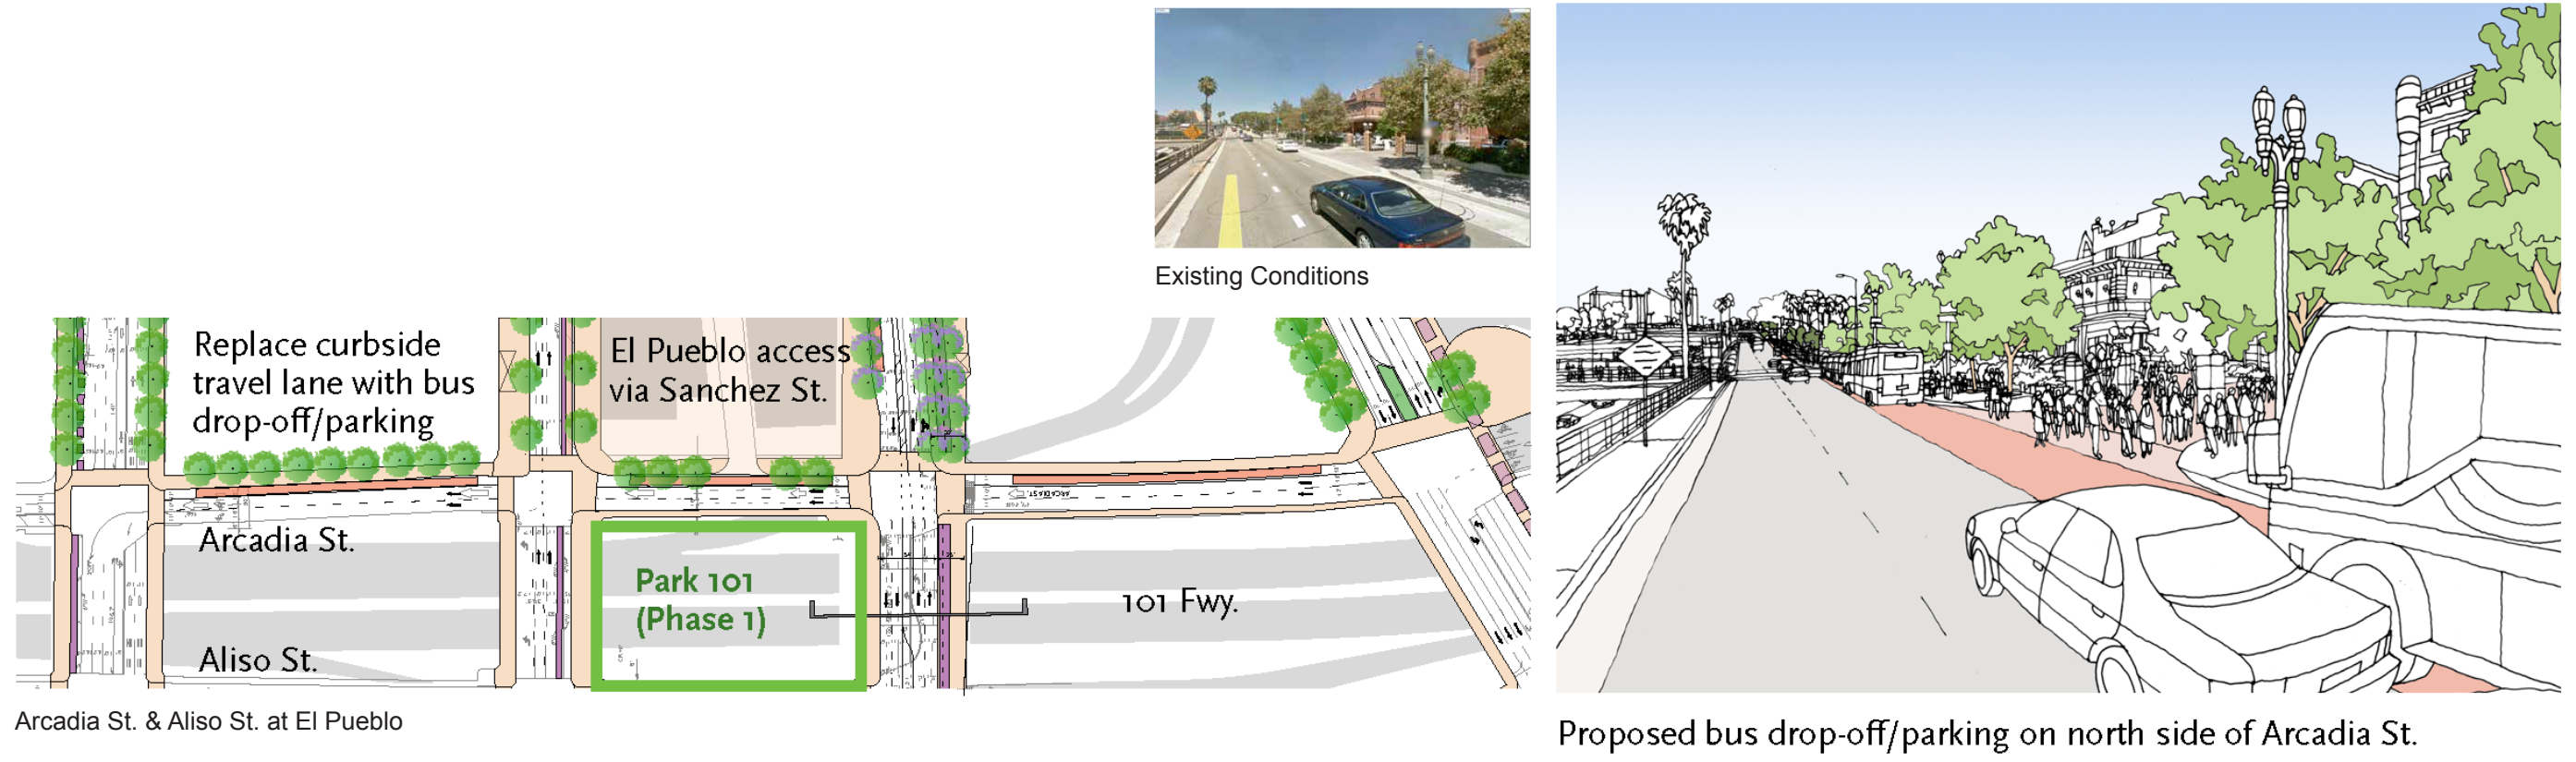 Existing Conditions
Replace curbside
travel lane with bus
drop-off/parking
El Pueblo access
via Sanchez St.
ARCADIA ST.
Arcadia St.
Park 101
(Phase 1)
101 Fwy.
Aliso St.
Arcadia St. & Aliso St. at El Pueblo
Proposed bus drop-off/parking on north side of Arcadia St.